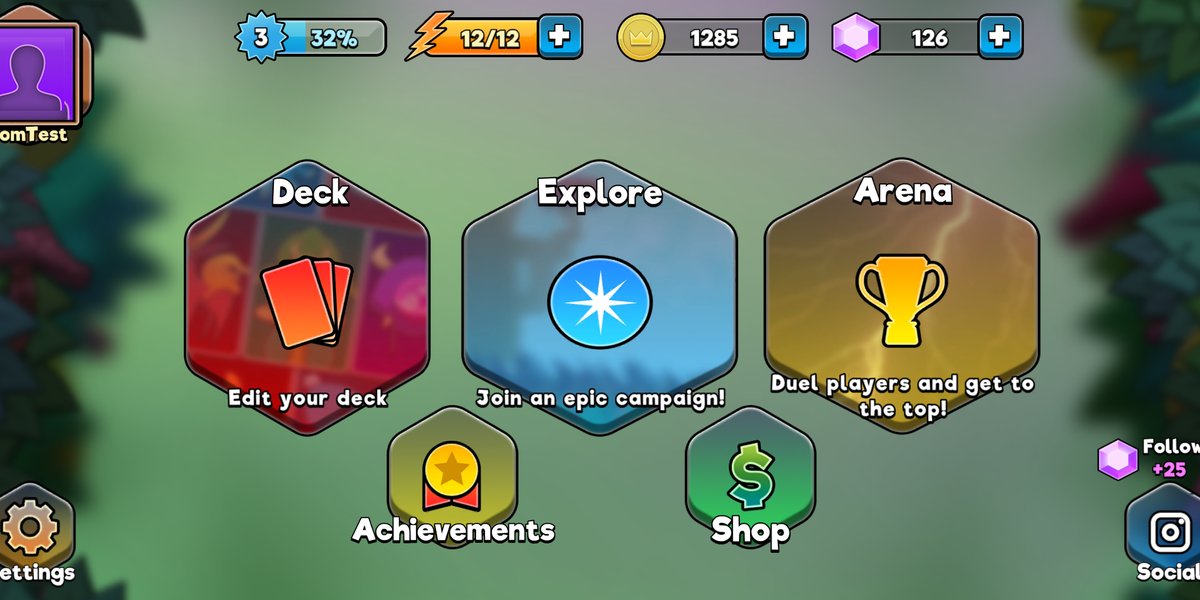 3
32%
12/12
1285
126
omTest
Deck
Explore
Arena
Edit your deck
Join an epic campaign!
Duel players and get to
the top!
Follow
+25
Achievements
Shop
ettings
Social